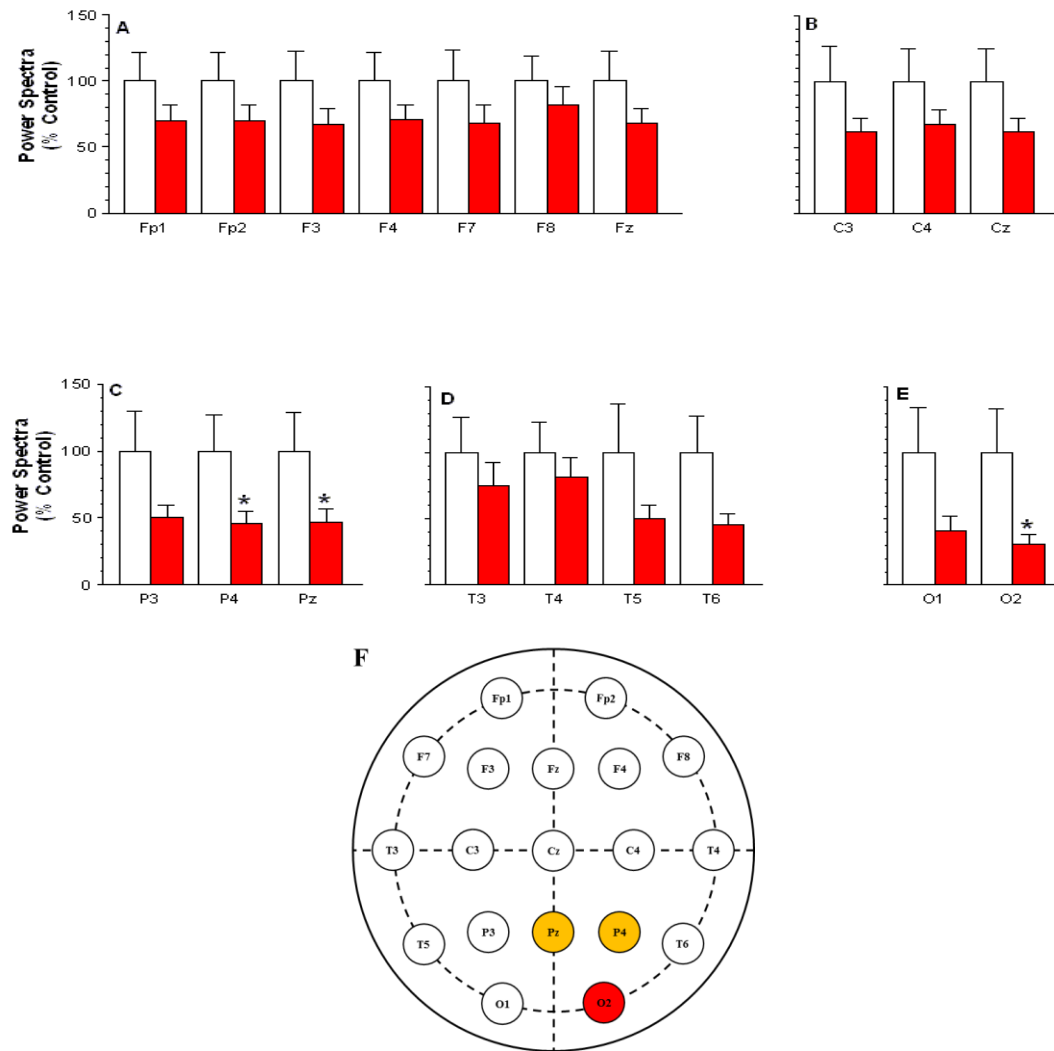 A
Power Spectra
(% Control)
150
100
50
0
Fp1 Fp2 F3 F4 F7 F8 Fz
B
C3 C4 Cz
C
Power Spectra
(% Control)
150
100
50
0
* *
P3 P4 Pz
D
T3 T4 T5 T6
E
*
O1 O2
F
Fp1 Fp2
F7 F3 Fz F4 F8
T3 C3 Cz C4 T4
T5 P3 Pz P4 T6
O1 O2